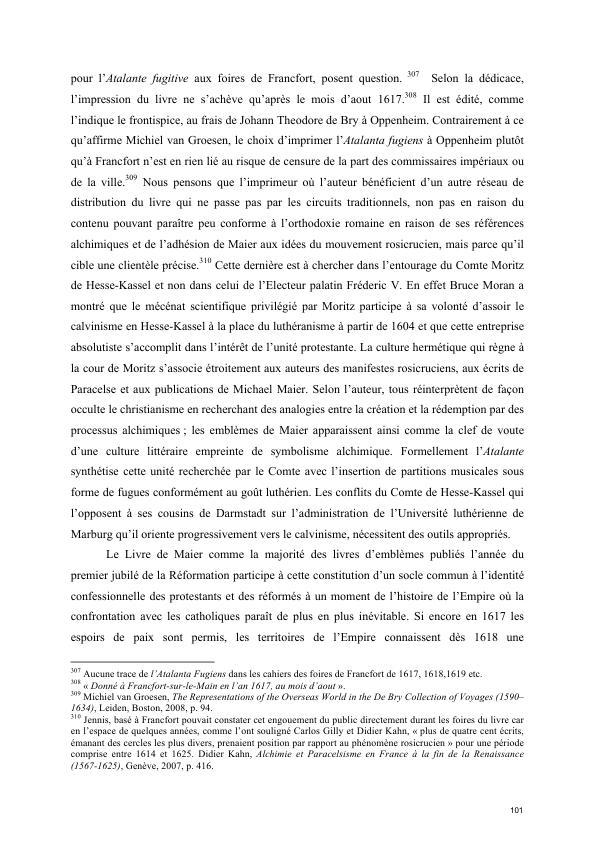 pour l'Atalante fugitive aux foires de Francfort, posent question. 307 Selon la dédicace,
l'impression du livre ne s'achève qu'après le mois d'aout 1617.308 Il est édité, comme
l'indique le frontispice, au frais de Johann Theodore de Bry à Oppenheim. Contrairement à ce
qu'affirme Michiel van Groesen, le choix d'imprimer l'Atalanta fugiens à Oppenheim plutôt
qu'à Francfort n'est en rien lié au risque de censure de la part des commissaires impériaux ou
de la ville.309 Nous pensons que l'imprimeur où l'auteur bénéficient d'un autre réseau de
distribution du livre qui ne passe pas par les circuits traditionnels, non pas en raison du
contenu pouvant paraître peu conforme à l'orthodoxie romaine en raison de ses références
alchimiques et de l'adhésion de Maier aux idées du mouvement rosicrucien, mais parce qu'il
cible une clientèle précise.310 Cette dernière est à chercher dans l'entourage du Comte Moritz
de Hesse-Kassel et non dans celui de l'Electeur palatin Fréderic V. En effet Bruce Moran a
montré que le mécénat scientifique privilégié par Moritz participe à sa volonté d'assoir le
calvinisme en Hesse-Kassel à la place du luthéranisme à partir de 1604 et que cette entreprise
absolutiste s'accomplit dans l'intérêt de l'unité protestante. La culture hermétique qui règne à
la cour de Moritz s'associe étroitement aux auteurs des manifestes rosicruciens, aux écrits de
Paracelse et aux publications de Michael Maier. Selon l'auteur, tous réinterprètent de façon
occulte le christianisme en recherchant des analogies entre la création et la rédemption par des
processus alchimiques ; les emblèmes de Maier apparaissent ainsi comme la clef de voute
d'une culture littéraire empreinte de symbolisme alchimique. Formellement l'Atalante
synthétise cette unité recherchée par le Comte avec l'insertion de partitions musicales sous
forme de fugues conformément au goût luthérien. Les conflits du Comte de Hesse-Kassel qui
l'opposent à ses cousins de Darmstadt sur l'administration de l'Université luthérienne de
Marburg qu'il oriente progressivement vers le calvinisme, nécessitent des outils appropriés.
Le Livre de Maier comme la majorité des livres d'emblèmes publiés l'année du
premier jubilé de la Réformation participe à cette constitution d'un socle commun à l'identité
confessionnelle des protestants et des réformés à un moment de l'histoire de l'Empire où la
confrontation avec les catholiques paraît de plus en plus inévitable. Si encore en 1617 les
espoirs de paix sont permis, les territoires de l'Empire connaissent dès 1618 une
307 Aucune trace de l'Atalanta Fugiens dans les cahiers des foires de Francfort de 1617, 1618,1619 etc.
308 « Donné à Francfort-sur-le-Main en l'an 1617, au mois d'aout ».
309 Michiel van Groesen, The Representations of the Overseas World in the De Bry Collection of Voyages (1590–
1634), Leiden, Boston, 2008, p. 94.
310 Jennis, basé à Francfort pouvait constater cet engouement du public directement durant les foires du livre car
en l'espace de quelques années, comme l'ont souligné Carlos Gilly et Didier Kahn, « plus de quatre cent écrits,
émanant des cercles les plus divers, prenaient position par rapport au phénomène rosicrucien » pour une période
comprise entre 1614 et 1625. Didier Kahn, Alchimie et Paracelsisme en France à la fin de la Renaissance
(1567-1625), Genève, 2007, p. 416.
101